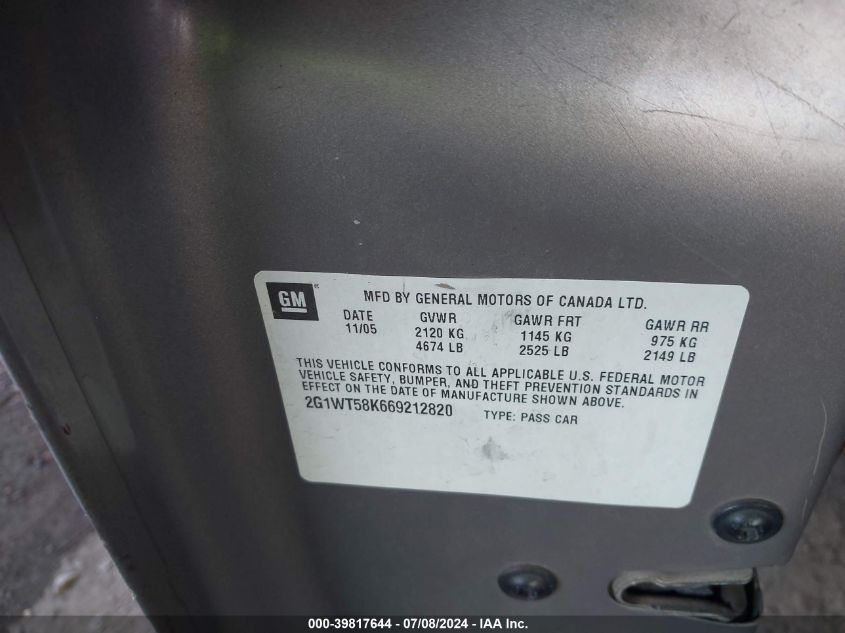 GM
MFD BY GENERAL MOTORS OF CANADA LTD.
DATE GVWR GAWR FRT GAWR RR
11/05 2120 KG 1145 KG 975 KG
4674 LB 2525 LB 2149 LB
THIS VEHICLE CONFORMS TO ALL APPLICABLE U.S. FEDERAL MOTOR
VEHICLE SAFETY, BUMPER, AND THEFT PREVENTION STANDARDS IN
EFFECT ON THE DATE OF MANUFACTURE SHOWN ABOVE.
2G1WT58K669212820 TYPE: PASS CAR
000-39817644 - 07/08/2024 - IAA Inc.